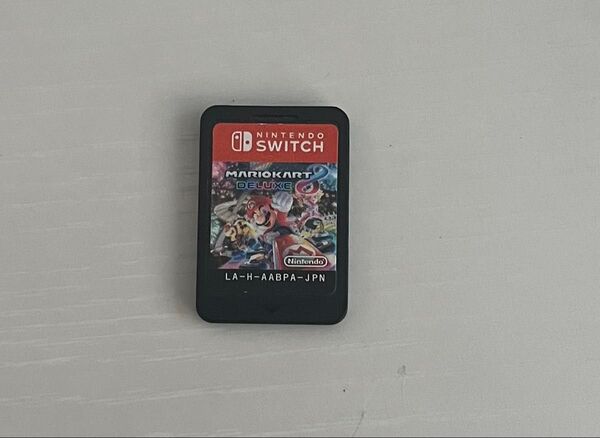 NINTENDO
SWITCH
MARIOKART 8
DELUXE
Nintendo
LA-H-AABPA-JPN